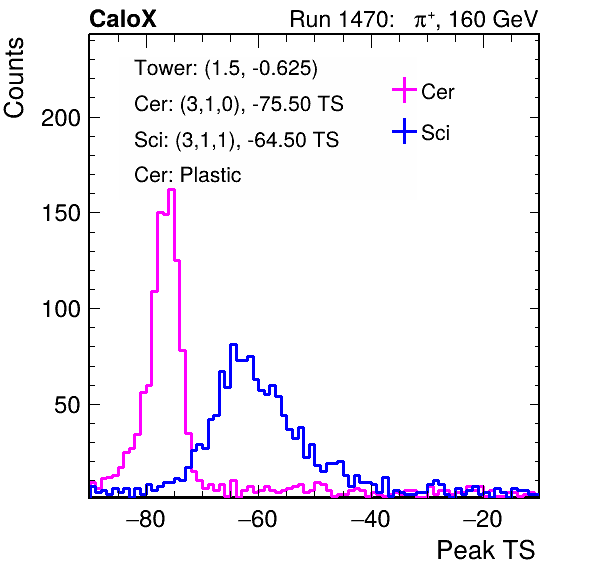 CaloX Run 1470: π⁺, 160 GeV
Counts
Tower: (1.5, -0.625)
Cer: (3,1,0), -75.50 TS
Sci: (3,1,1), -64.50 TS
Cer: Plastic
Cer
Sci
200
150
100
50
−80 −60 −40 −20
Peak TS